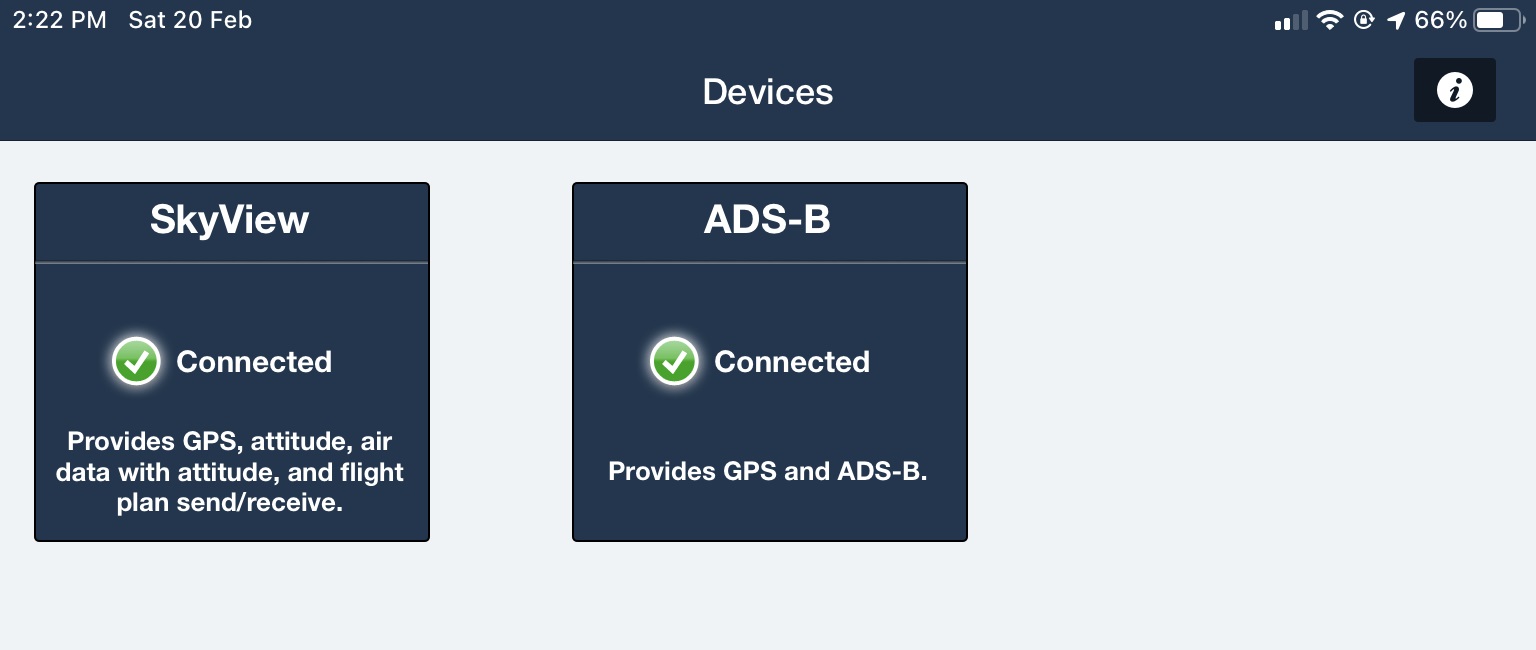 2:22 PM Sat 20 Feb 66%
Devices
SkyView
Connected
Provides GPS, attitude, air
data with attitude, and flight
plan send/receive.
ADS-B
Connected
Provides GPS and ADS-B.